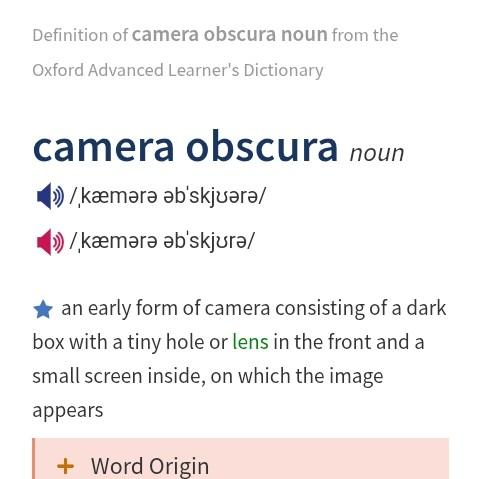 Definition of camera obscura noun from the
Oxford Advanced Learner's Dictionary
camera obscura noun
/ˌkæmərə əbˈskjʊərə/
/ˌkæmərə əbˈskjʊrə/
an early form of camera consisting of a dark
box with a tiny hole or lens in the front and a
small screen inside, on which the image
appears
+ Word Origin